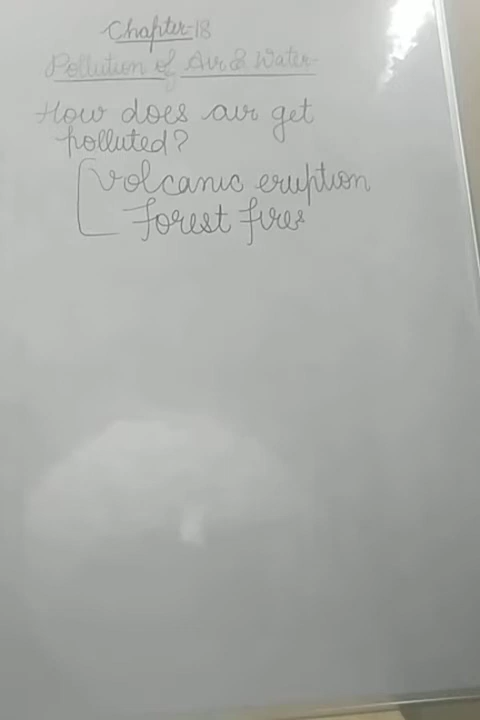 Chapter-18
Pollution of Air & Water
How does air get
polluted?
Volcanic eruption
Forest fires